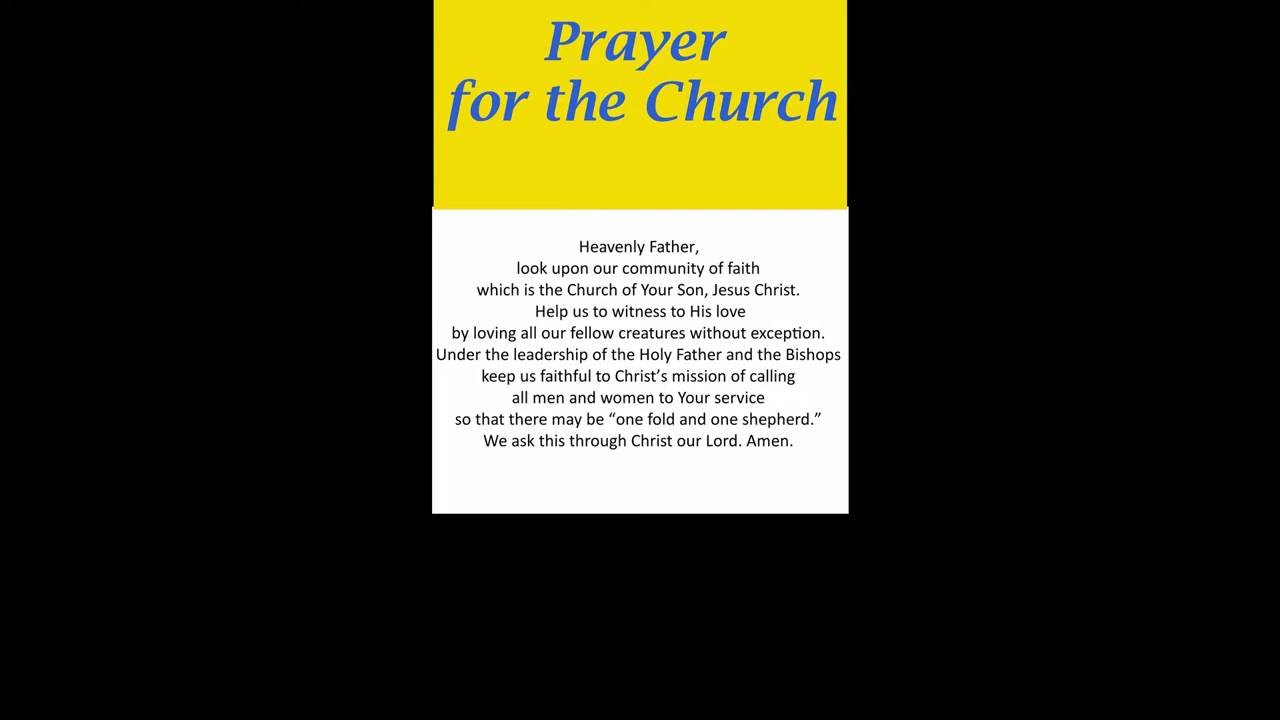 Prayer
for the Church
Heavenly Father,
look upon our community of faith
which is the Church of Your Son, Jesus Christ.
Help us to witness to His love
by loving all our fellow creatures without exception.
Under the leadership of the Holy Father and the Bishops
keep us faithful to Christ’s mission of calling
all men and women to Your service
so that there may be “one fold and one shepherd.”
We ask this through Christ our Lord. Amen.